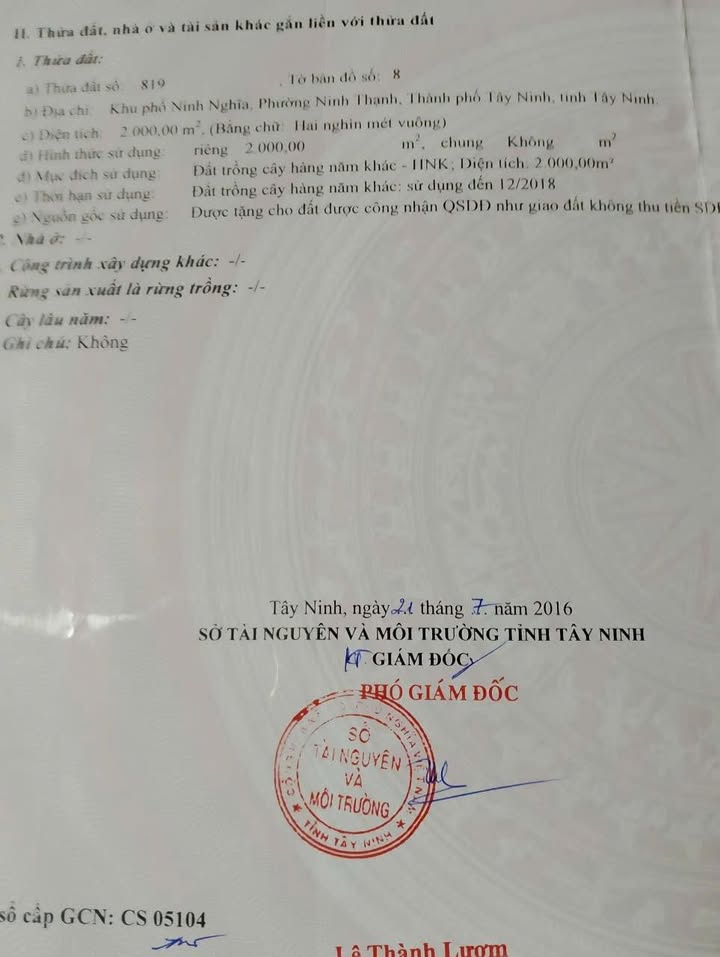 II. Thửa đất, nhà ở và tài sản khác gắn liền với thửa đất
1. Thửa đất:
a) Thửa đất số: 819 , Tờ bản đồ số: 8
b) Địa chỉ: Khu phố Ninh Nghĩa, Phường Ninh Thạnh, Thành phố Tây Ninh, tỉnh Tây Ninh.
c) Diện tích: 2.000,00 m², (Bằng chữ: Hai nghìn mét vuông)
d) Hình thức sử dụng: riêng 2.000,00 m², chung Không m²
đ) Mục đích sử dụng: Đất trồng cây hàng năm khác - HNK; Diện tích: 2.000,00m²
e) Thời hạn sử dụng: Đất trồng cây hàng năm khác: sử dụng đến 12/2018
g) Nguồn gốc sử dụng: Được tặng cho đất được công nhận QSDĐ như giao đất không thu tiền SDĐ
2. Nhà ở: -/-
Công trình xây dựng khác: -/-
Rừng sản xuất là rừng trồng: -/-
Cây lâu năm: -/-
Ghi chú: Không
Tây Ninh, ngày 21 tháng 7 năm 2016
SỞ TÀI NGUYÊN VÀ MÔI TRƯỜNG TỈNH TÂY NINH
KT. GIÁM ĐỐC
PHÓ GIÁM ĐỐC
SỞ
TÀI NGUYÊN
VÀ
MÔI TRƯỜNG
TỈNH TÂY NINH
số cấp GCN: CS 05104
Lê Thành Lượm